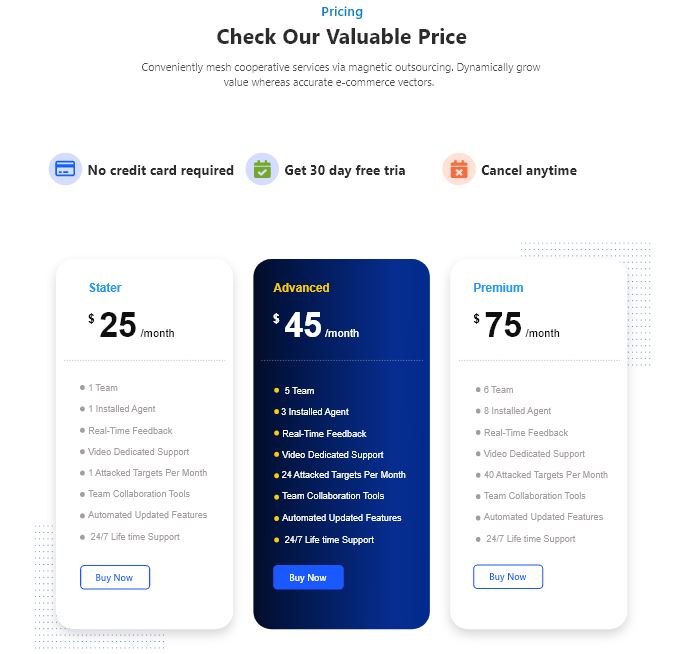 Pricing
Check Our Valuable Price
Conveniently mesh cooperative services via magnetic outsourcing. Dynamically grow
value whereas accurate e-commerce vectors.
No credit card required
Get 30 day free tria
Cancel anytime
Stater
$ 25 /month
1 Team
1 Installed Agent
Real-Time Feedback
Video Dedicated Support
1 Attacked Targets Per Month
Team Collaboration Tools
Automated Updated Features
24/7 Life time Support
Buy Now
Advanced
$ 45 /month
5 Team
3 Installed Agent
Real-Time Feedback
Video Dedicated Support
24 Attacked Targets Per Month
Team Collaboration Tools
Automated Updated Features
24/7 Life time Support
Buy Now
Premium
$ 75 /month
6 Team
8 Installed Agent
Real-Time Feedback
Video Dedicated Support
40 Attacked Targets Per Month
Team Collaboration Tools
Automated Updated Features
24/7 Life time Support
Buy Now